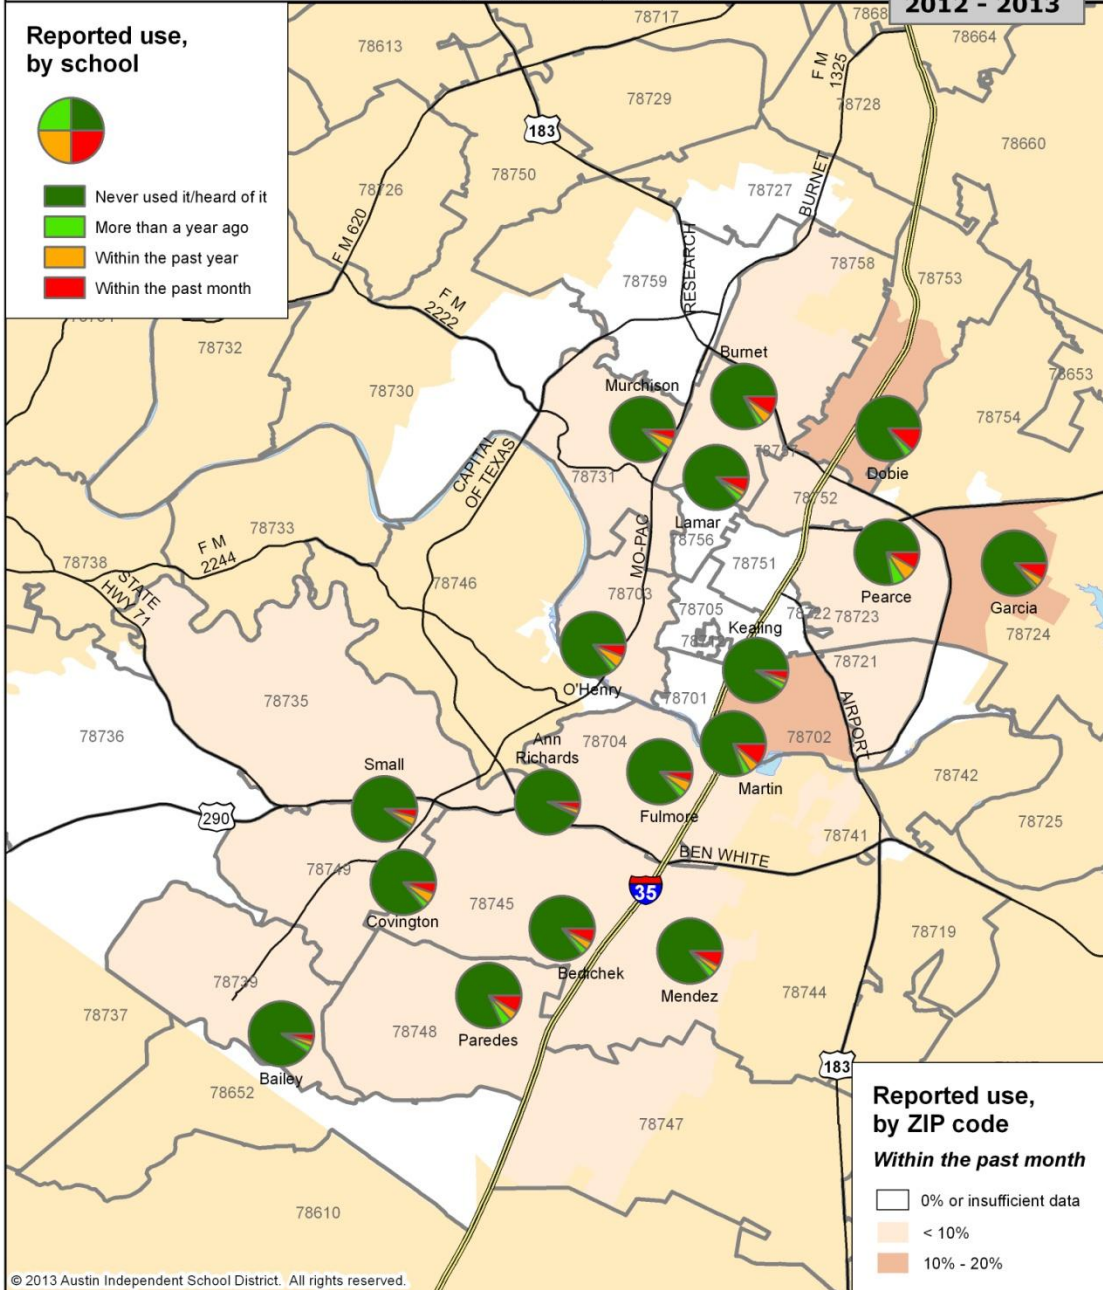 2012 - 2013
Reported use,
by school
Never used it/heard of it
More than a year ago
Within the past year
Within the past month
78613
78717
78664
F M
1325
78729
78728
183
78660
78750
78726
78727
BURNET
F M 620
78758
78753
78759
RESEARCH
F M
2222
78732
78730
Burnet
Murchison
78653
78754
CAPITAL
OF TEXAS
78731
Dobie
78752
Lamar
78733
F M
2244
78738
STATE
HWY 71
MO-PAC
78756
78751
78746
Pearce
Garcia
78703
78705
78722
78723
Kealing
78724
78721
O'Henry
78701
78735
AIRPORT
78736
78702
Ann
Richards
78704
Small
78742
Martin
Fulmore
290
78725
78741
BEN WHITE
78749
35
78745
Covington
78719
Bedichek
78739
Mendez
78744
78737
78748
Paredes
183
Bailey
78652
78747
78610
Reported use,
by ZIP code
Within the past month
0% or insufficient data
< 10%
10% - 20%
© 2013 Austin Independent School District. All rights reserved.